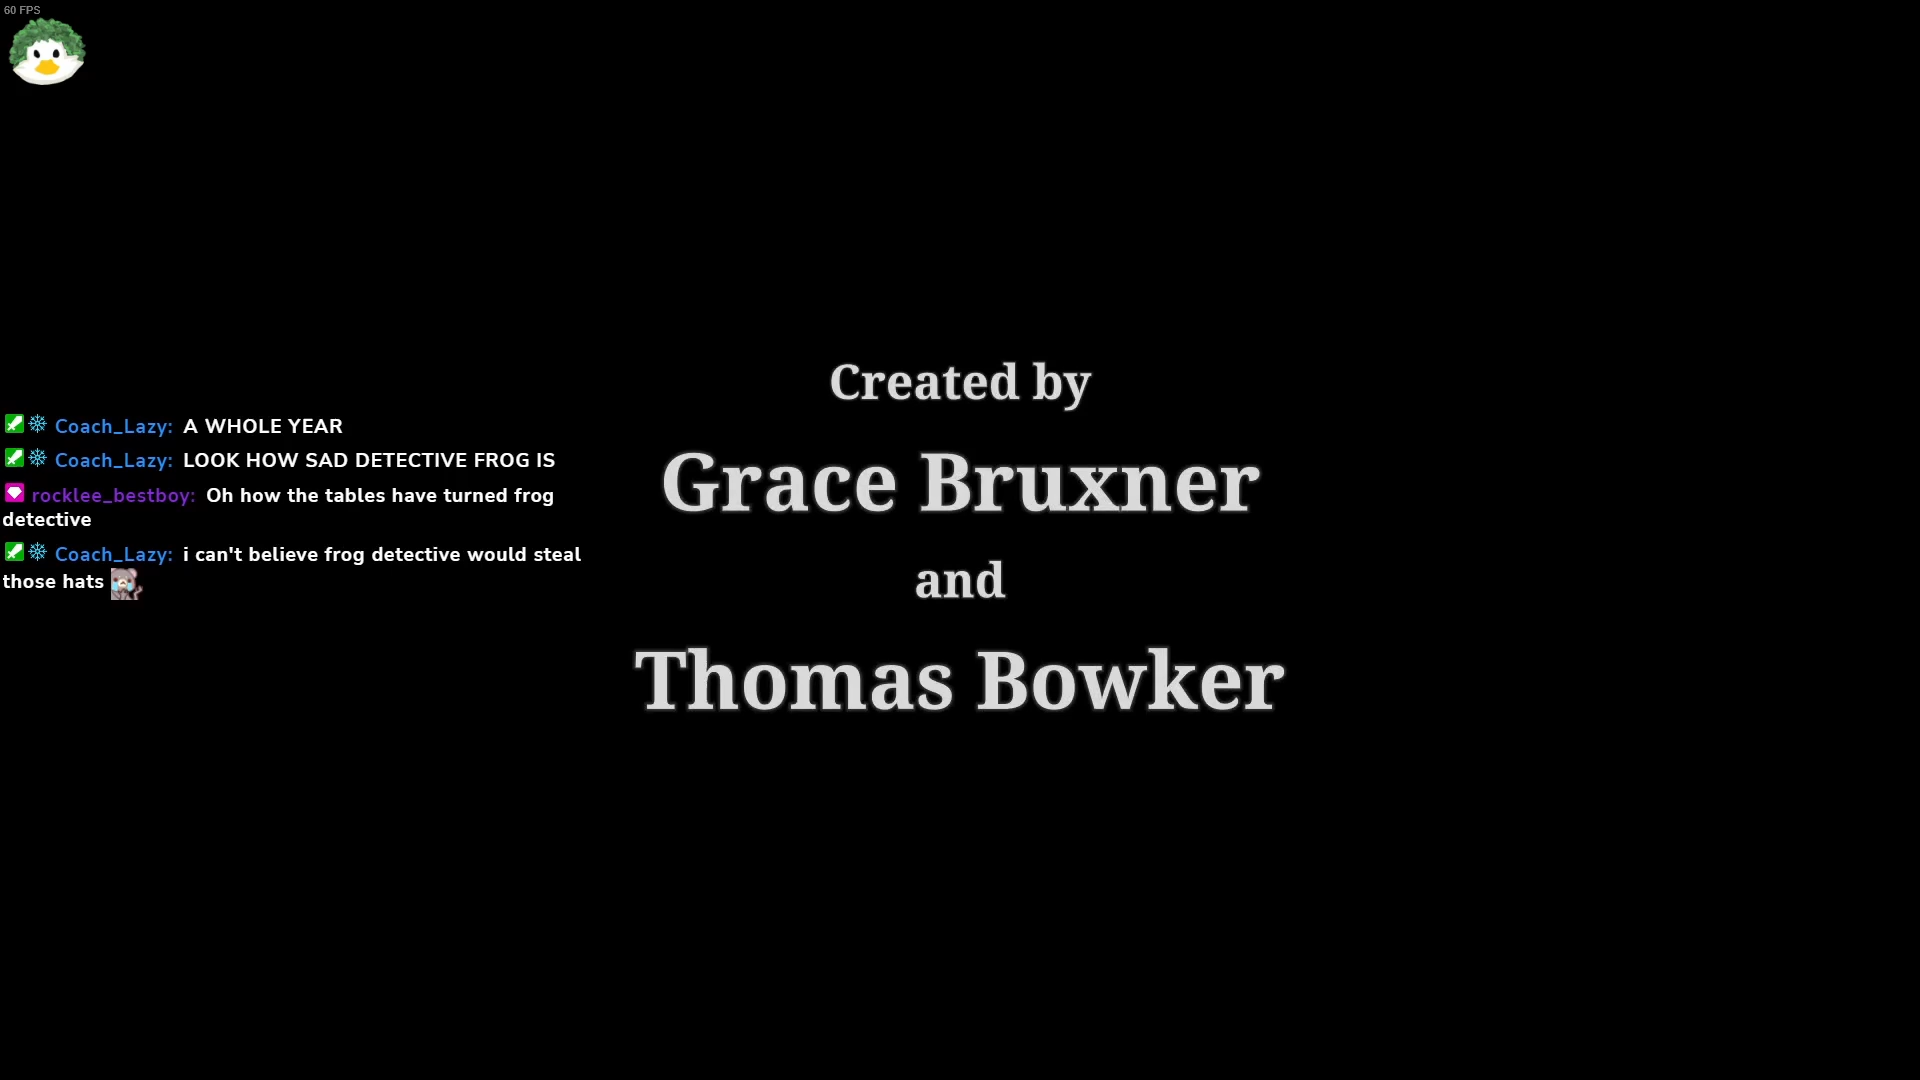 60 FPS
Coach_Lazy: A WHOLE YEAR
Coach_Lazy: LOOK HOW SAD DETECTIVE FROG IS
rocklee_bestboy: Oh how the tables have turned frog
detective
Coach_Lazy: i can't believe frog detective would steal
those hats
Created by
Grace Bruxner
and
Thomas Bowker